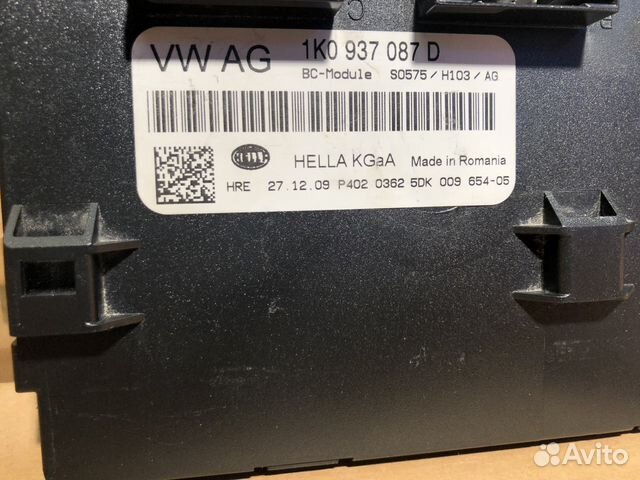 C
B
VW AG 1K0 937 087 D
BC-Module S0575/H103/AG
HELLA
HELLA KGaA Made in Romania
HRE 27.12.09 P402 0362 5DK 009 654-05
Avito